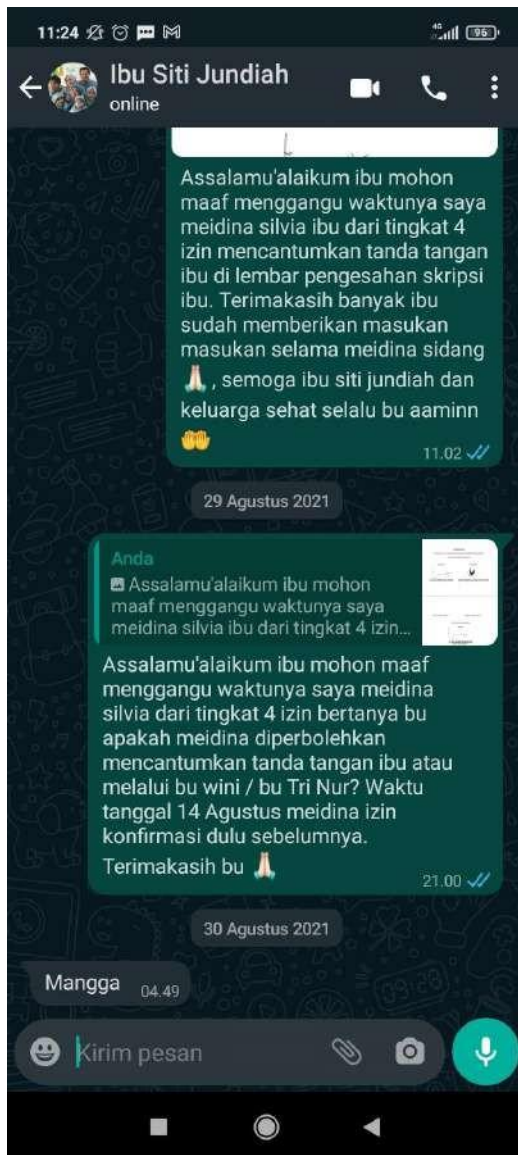 11:24
4G
96
Ibu Siti Jundiah
online
Assalamu'alaikum ibu mohon
maaf menggangu waktunya saya
meidina silvia ibu dari tingkat 4
izin mencantumkan tanda tangan
ibu di lembar pengesahan skripsi
ibu. Terimakasih banyak ibu
sudah memberikan masukan
masukan selama meidina sidang
🙏🏻 , semoga ibu siti jundiah dan
keluarga sehat selalu bu aaminn
🤲
11.02
29 Agustus 2021
Anda
Assalamu'alaikum ibu mohon
maaf menggangu waktunya saya
meidina silvia ibu dari tingkat 4 izin...
Assalamu'alaikum ibu mohon maaf
menggangu waktunya saya meidina
silvia dari tingkat 4 izin bertanya bu
apakah meidina diperbolehkan
mencantumkan tanda tangan ibu atau
melalui bu wini / bu Tri Nur? Waktu
tanggal 14 Agustus meidina izin
konfirmasi dulu sebelumnya.
Terimakasih bu 🙏🏻
21.00
30 Agustus 2021
Mangga 04.49
Kirim pesan